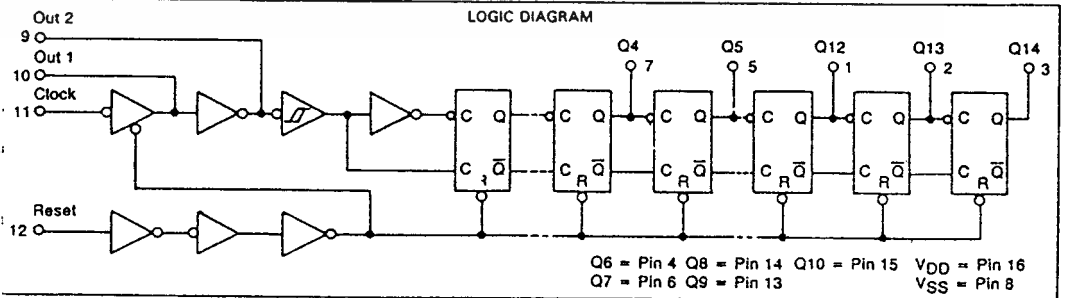 LOGIC DIAGRAM
Out 2
9
Out 1
10
Clock
11
Q4
7
Q5
5
Q12
1
Q13
2
Q14
3
C Q C Q C Q C Q C Q C Q
C Q̅ C Q̅ C Q̅ C Q̅ C Q̅ C Q̅
R R R R R R
Reset
12
Q6 = Pin 4 Q8 = Pin 14 Q10 = Pin 15 VDD = Pin 16
Q7 = Pin 6 Q9 = Pin 13 VSS = Pin 8